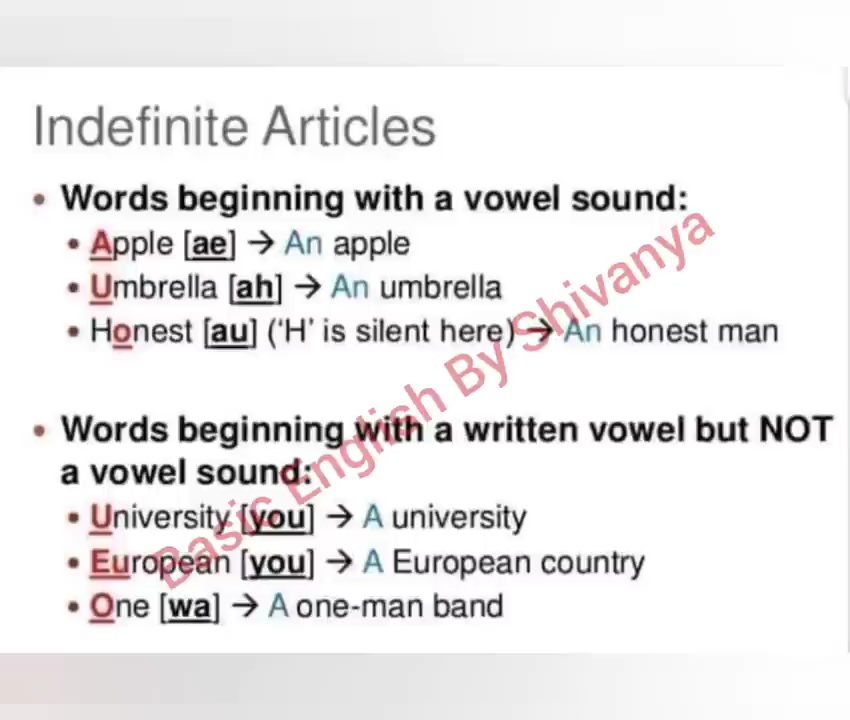 Indefinite Articles
• Words beginning with a vowel sound:
• Apple [ae] → An apple
• Umbrella [ah] → An umbrella
• Honest [au] ('H' is silent here) → An honest man
• Words beginning with a written vowel but NOT
a vowel sound:
• University [you] → A university
• European [you] → A European country
• One [wa] → A one-man band
Basic English By Shivanya